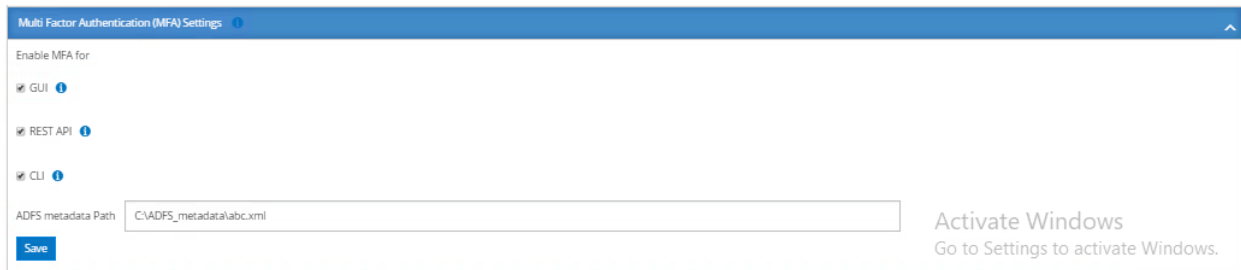 Multi Factor Authentication (MFA) Settings
Enable MFA for
GUI
REST API
CLI
ADFS metadata Path C:\ADFS_metadata\abc.xml
Save
Activate Windows
Go to Settings to activate Windows.